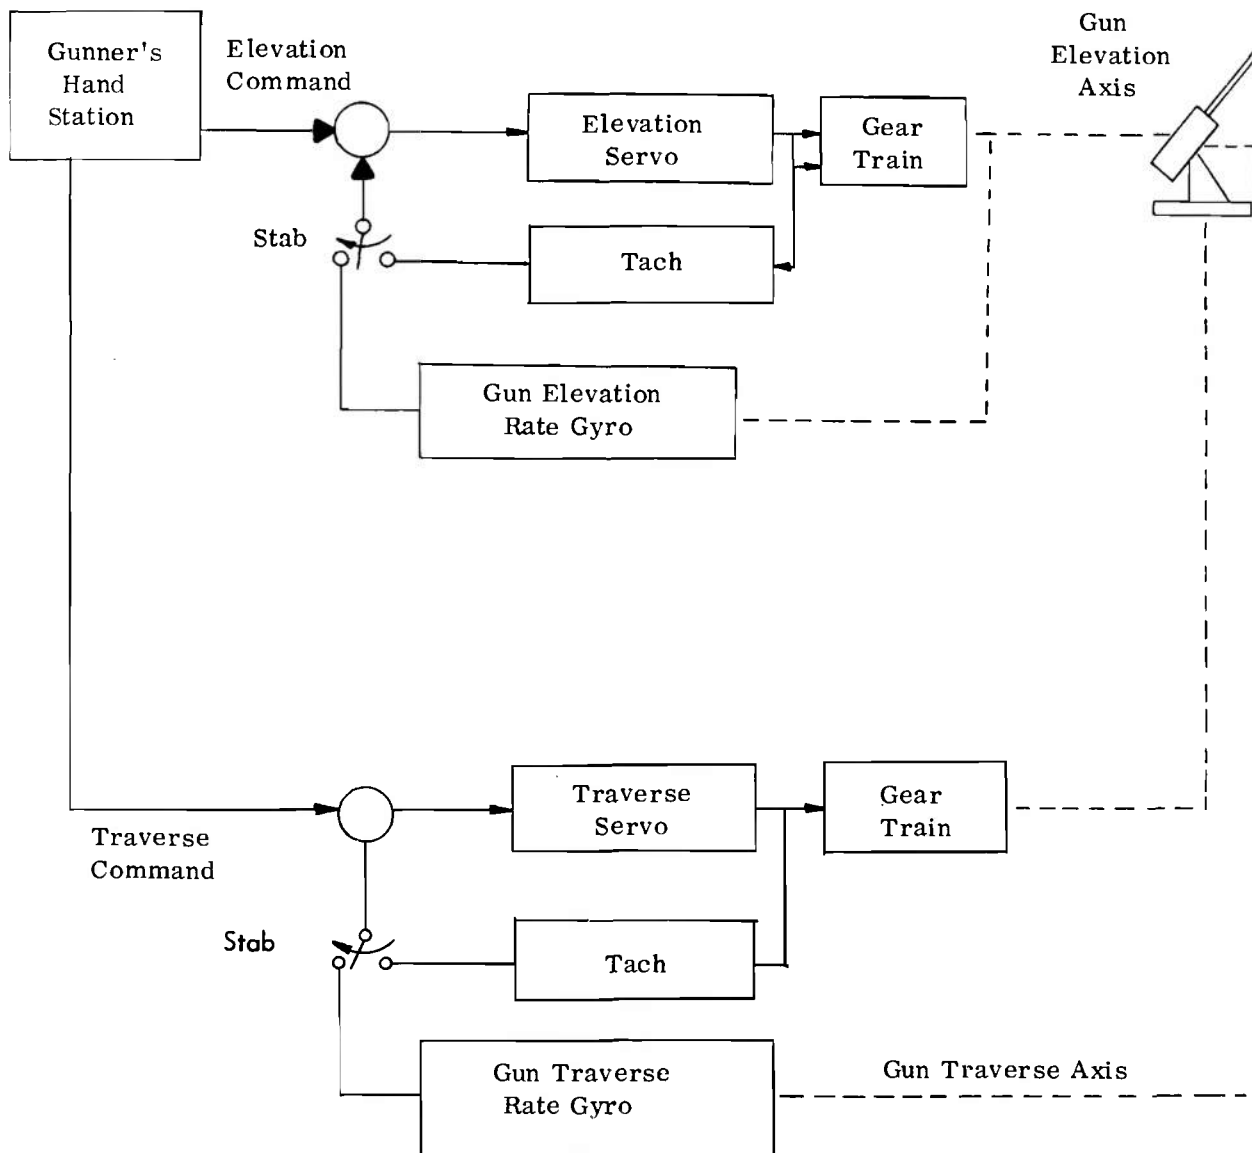 Gunner's
Hand
Station
Elevation
Command
Elevation
Servo
Gear
Train
Gun
Elevation
Axis
Stab
Tach
Gun Elevation
Rate Gyro
Traverse
Command
Traverse
Servo
Gear
Train
Stab
Tach
Gun Traverse
Rate Gyro
Gun Traverse Axis